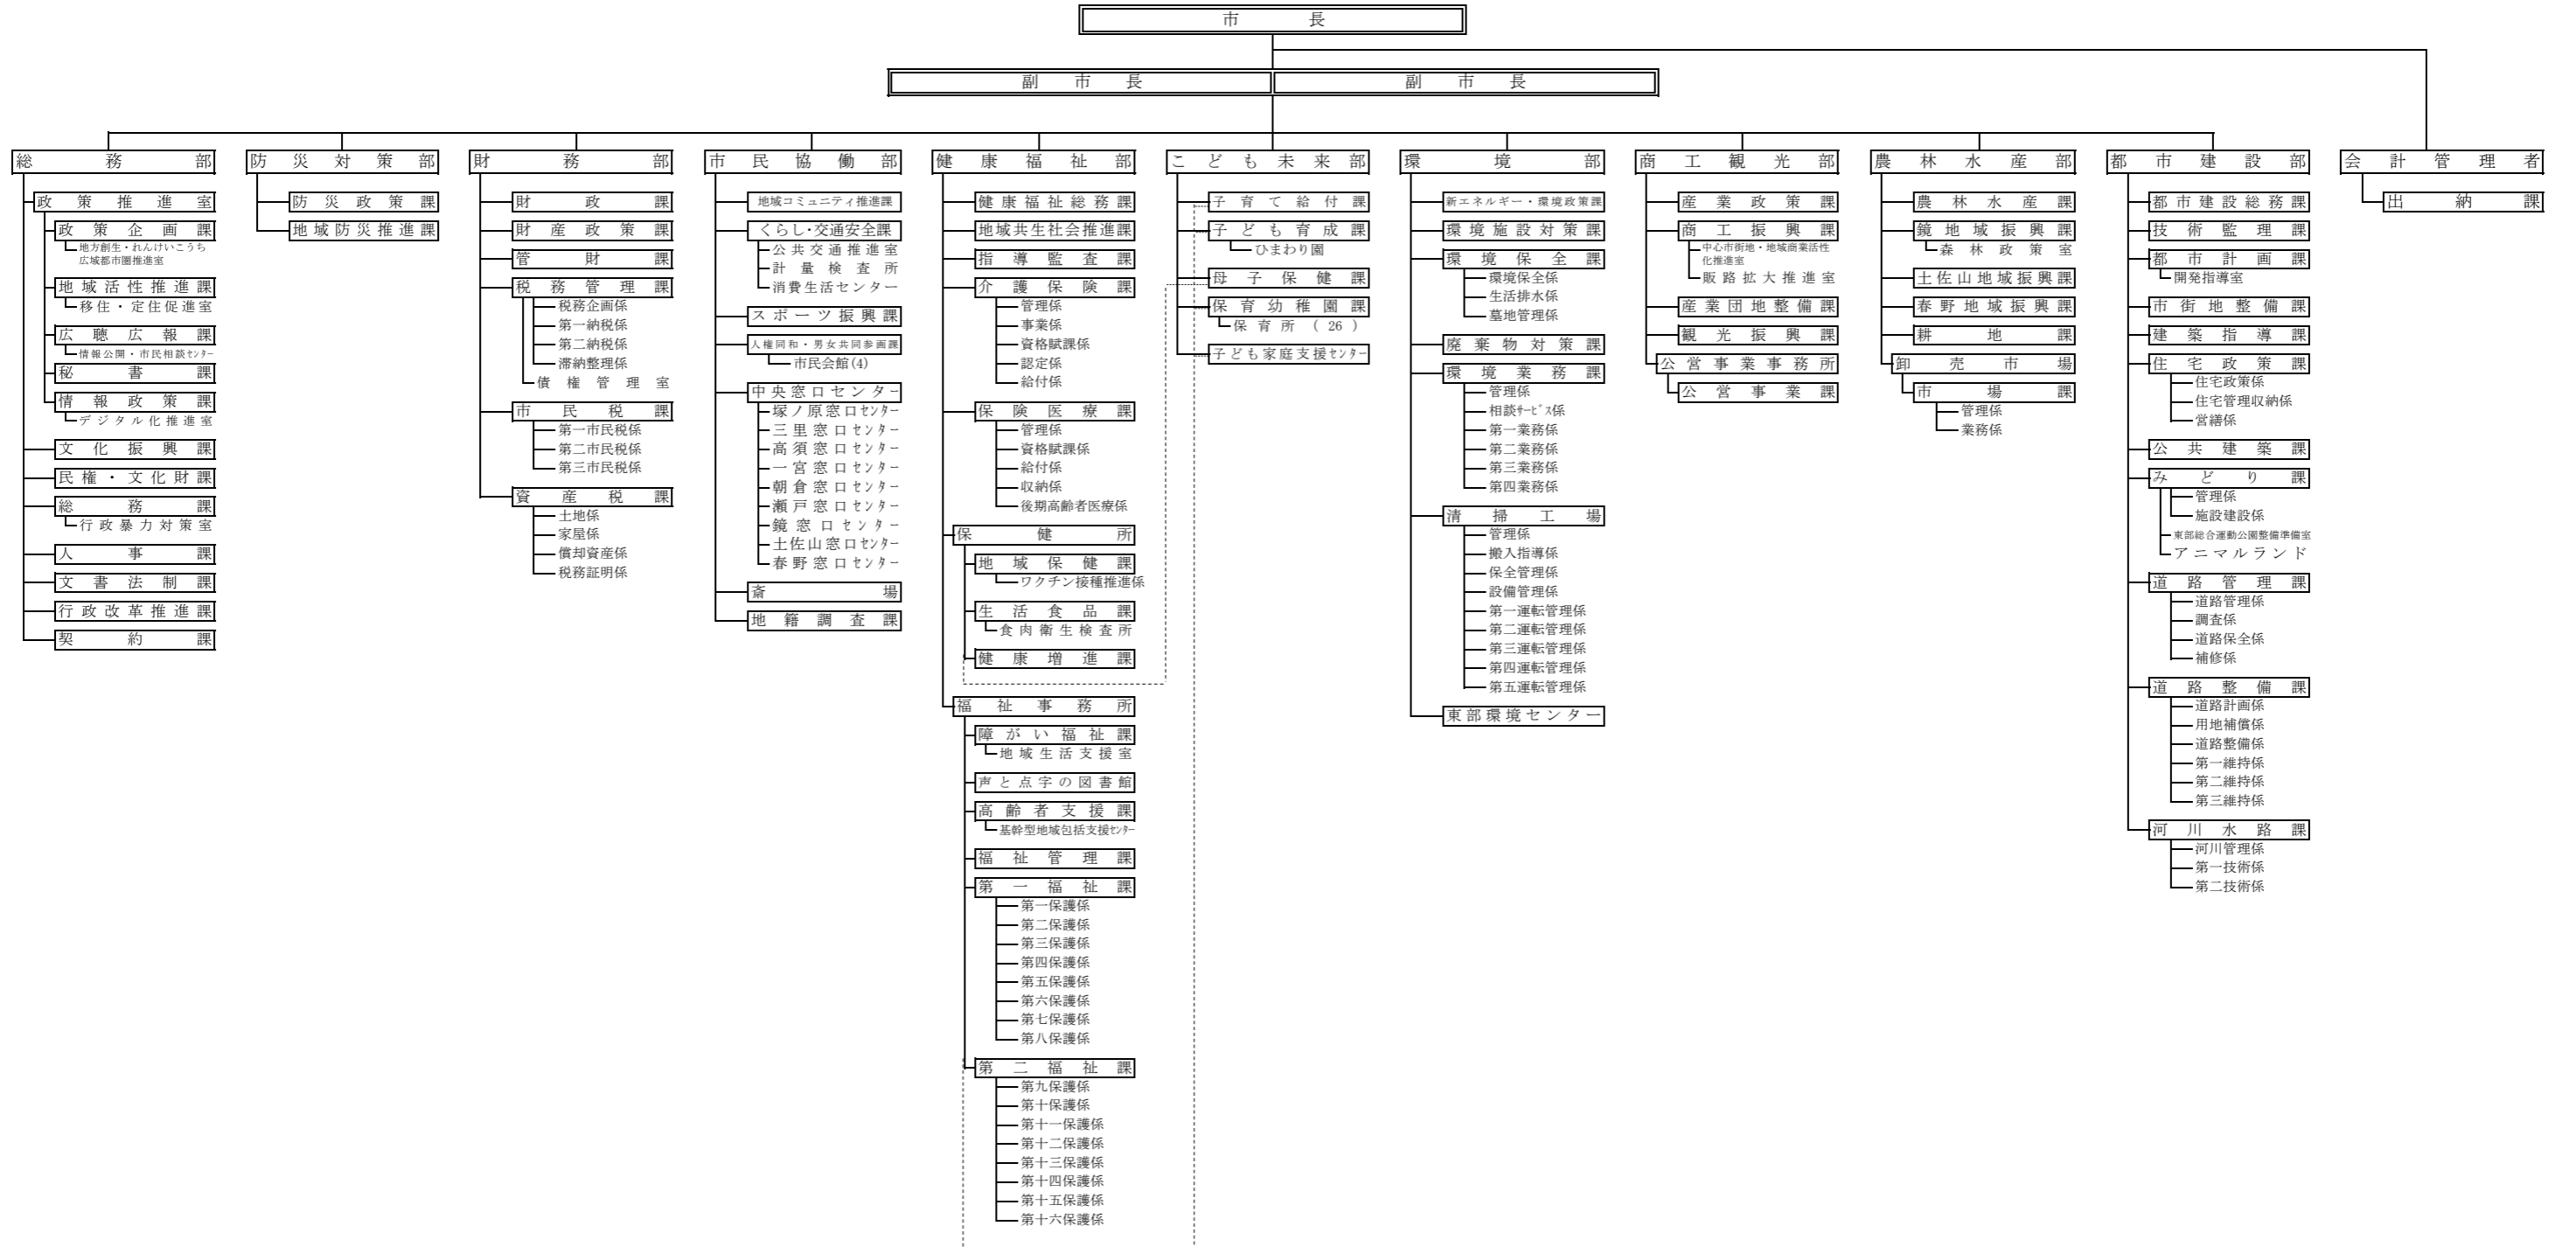 市長
副市長
副市長
総務部
政策推進室
政策企画課
地方創生・れんけいこうち
広域都市圏推進室
地域活性推進課
移住・定住促進室
広聴広報課
情報公開・市民相談センター
秘書課
情報政策課
デジタル化推進室
文化振興課
民権・文化財課
総務課
行政暴力対策室
人事課
文書法制課
行政改革推進課
契約課
防災対策部
防災政策課
地域防災推進課
財務部
財政課
財産政策課
管財課
税務管理課
税務企画係
第一納税係
第二納税係
滞納整理係
債権管理室
市民税課
第一市民税係
第二市民税係
第三市民税係
資産税課
土地係
家屋係
償却資産係
税務証明係
市民協働部
地域コミュニティ推進課
くらし・交通安全課
公共交通推進室
計量検査所
消費生活センター
スポーツ振興課
人権同和・男女共同参画課
市民会館(4)
中央窓口センター
塚ノ原窓口センター
三里窓口センター
高須窓口センター
一宮窓口センター
朝倉窓口センター
瀬戸窓口センター
鏡窓口センター
土佐山窓口センター
春野窓口センター
斎場
地籍調査課
健康福祉部
健康福祉総務課
地域共生社会推進課
指導監査課
介護保険課
管理係
事業係
資格賦課係
認定係
給付係
保険医療課
管理係
資格賦課係
給付係
収納係
後期高齢者医療係
保健所
地域保健課
ワクチン接種推進係
生活食品課
食肉衛生検査所
健康増進課
福祉事務所
障がい福祉課
地域生活支援室
声と点字の図書館
高齢者支援課
基幹型地域包括支援センター
福祉管理課
第一福祉課
第一保護係
第二保護係
第三保護係
第四保護係
第五保護係
第六保護係
第七保護係
第八保護係
第二福祉課
第九保護係
第十保護係
第十一保護係
第十二保護係
第十三保護係
第十四保護係
第十五保護係
第十六保護係
こども未来部
子育て給付課
子ども育成課
ひまわり園
母子保健課
保育幼稚園課
保育所(26)
子ども家庭支援センター
環境部
新エネルギー・環境政策課
環境施設対策課
環境保全課
環境保全係
生活排水係
墓地管理係
廃棄物対策課
環境業務課
管理係
相談サービス係
第一業務係
第二業務係
第三業務係
第四業務係
清掃工場
管理係
搬入指導係
保全管理係
設備管理係
第一運転管理係
第二運転管理係
第三運転管理係
第四運転管理係
第五運転管理係
東部環境センター
商工観光部
産業政策課
商工振興課
中心市街地・地域商業活性
化推進室
販路拡大推進室
産業団地整備課
観光振興課
公営事業事務所
公営事業課
農林水産部
農林水産課
鏡地域振興課
森林政策室
土佐山地域振興課
春野地域振興課
耕地課
卸売市場
市場課
管理係
業務係
都市建設部
都市建設総務課
技術監理課
都市計画課
開発指導室
市街地整備課
建築指導課
住宅政策課
住宅政策係
住宅管理収納係
営繕係
公共建築課
みどり課
管理係
施設建設係
東部総合運動公園整備準備室
アニマルランド
道路管理課
道路管理係
調査係
道路保全係
補修係
道路整備課
道路計画係
用地補償係
道路整備係
第一維持係
第二維持係
第三維持係
河川水路課
河川管理係
第一技術係
第二技術係
会計管理者
出納課